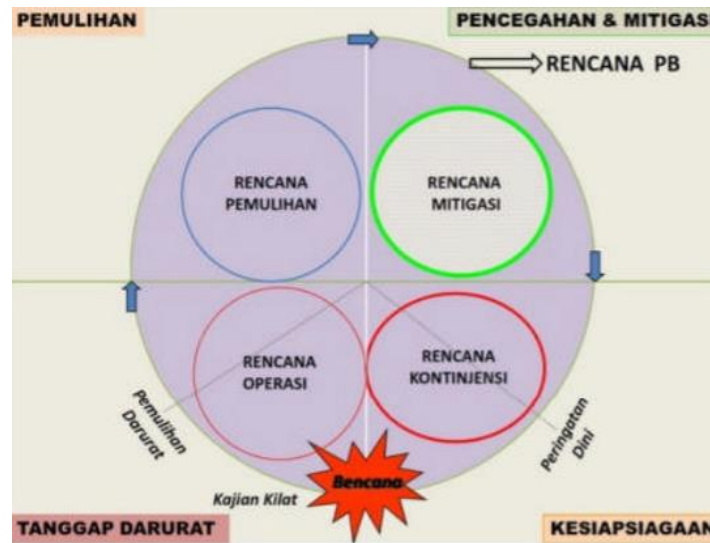 PEMULIHAN
PENCEGAHAN & MITIGASI
RENCANA PB
RENCANA
PEMULIHAN
RENCANA
MITIGASI
RENCANA
OPERASI
RENCANA
KONTINJENSI
Pemulihan
Darurat
Peringatan
Dini
Bencana
Kajian Kilat
TANGGAP DARURAT
KESIAPSIAGAAN